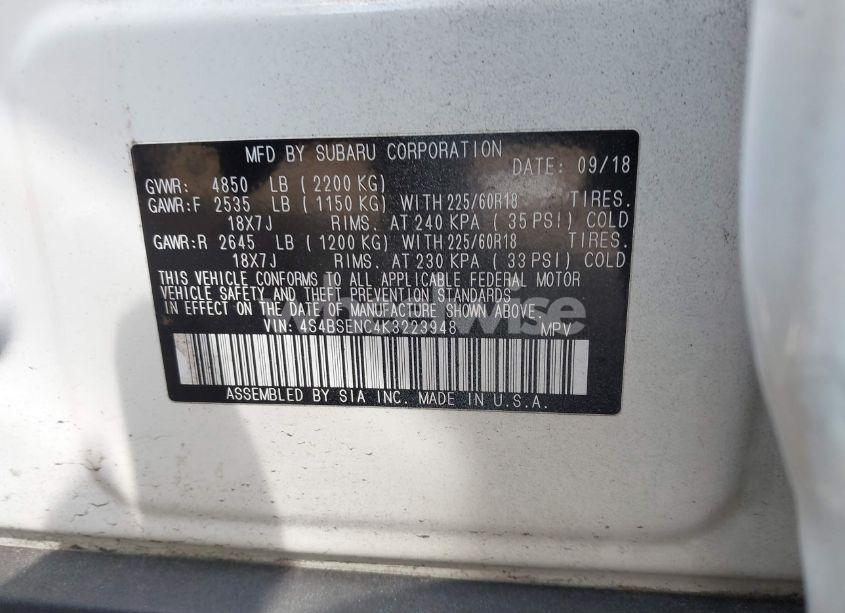 MFD BY SUBARU CORPORATION DATE: 09/18
GVWR: 4850 LB ( 2200 KG)
GAWR:F 2535 LB ( 1150 KG) WITH 225/60R18 TIRES.
18X7J RIMS. AT 240 KPA ( 35 PSI) COLD
GAWR:R 2645 LB ( 1200 KG) WITH 225/60R18 TIRES.
18X7J RIMS. AT 230 KPA ( 33 PSI) COLD
THIS VEHICLE CONFORMS TO ALL APPLICABLE FEDERAL MOTOR
VEHICLE SAFETY AND THEFT PREVENTION STANDARDS
IN EFFECT ON THE DATE OF MANUFACTURE SHOWN ABOVE.
VIN: 4S4BSENC4K3223948 MPV
ASSEMBLED BY SIA INC. MADE IN U.S.A.